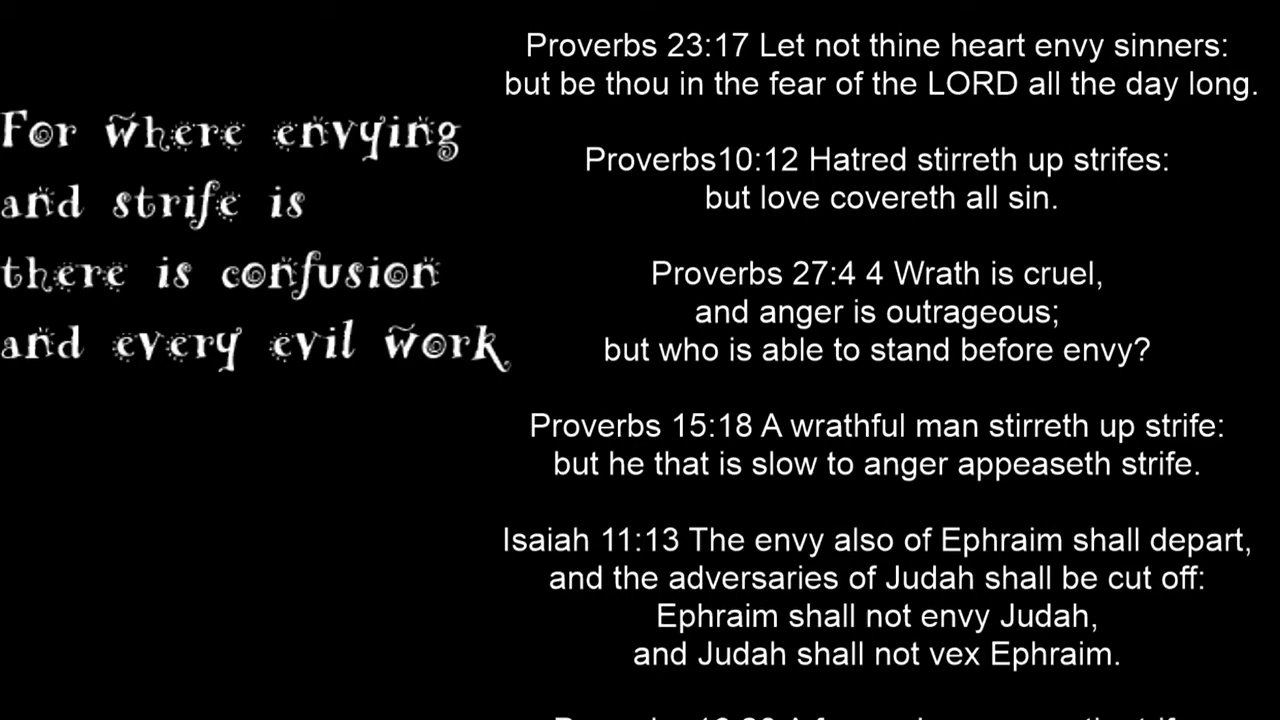 For where envying
and strife is
there is confusion
and every evil work
Proverbs 23:17 Let not thine heart envy sinners:
but be thou in the fear of the LORD all the day long.
Proverbs10:12 Hatred stirreth up strifes:
but love covereth all sin.
Proverbs 27:4 4 Wrath is cruel,
and anger is outrageous;
but who is able to stand before envy?
Proverbs 15:18 A wrathful man stirreth up strife:
but he that is slow to anger appeaseth strife.
Isaiah 11:13 The envy also of Ephraim shall depart,
and the adversaries of Judah shall be cut off:
Ephraim shall not envy Judah,
and Judah shall not vex Ephraim.